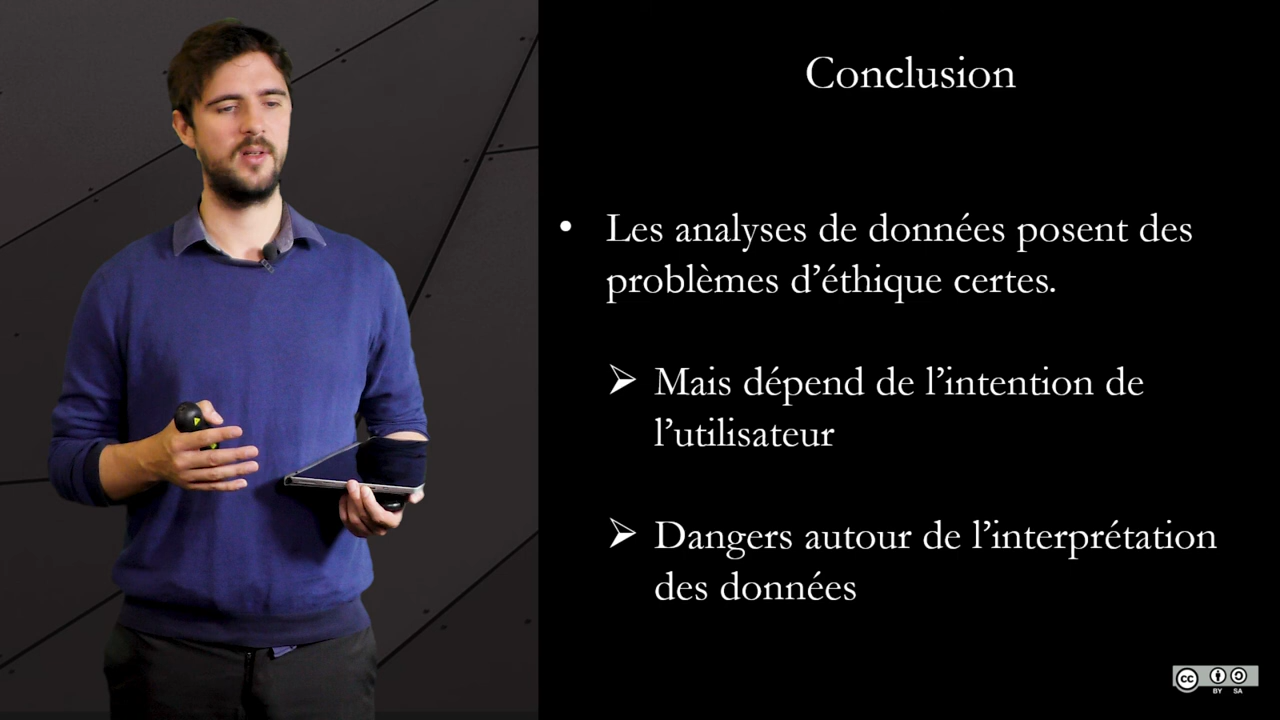 Conclusion
• Les analyses de données posent des
problèmes d’éthique certes.
➢ Mais dépend de l’intention de
l’utilisateur
➢ Dangers autour de l’interprétation
des données
cc
BY SA